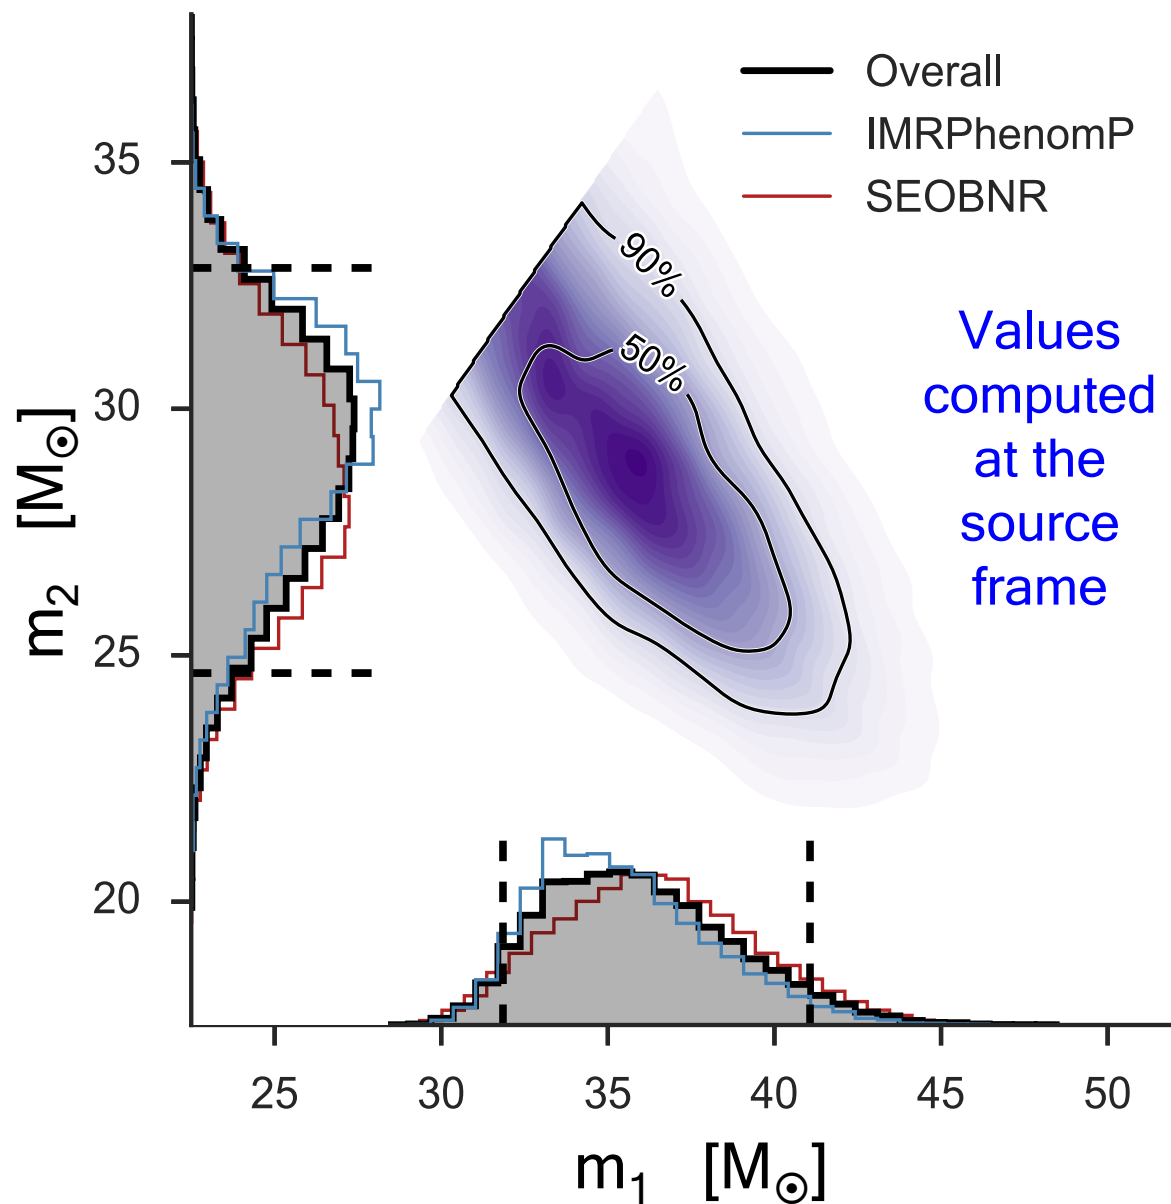 Overall
IMRPhenomP
SEOBNR
90%
50%
Values
computed
at the
source
frame
35
30
25
20
m₂ [M☉]
25 30 35 40 45 50
m₁ [M☉]